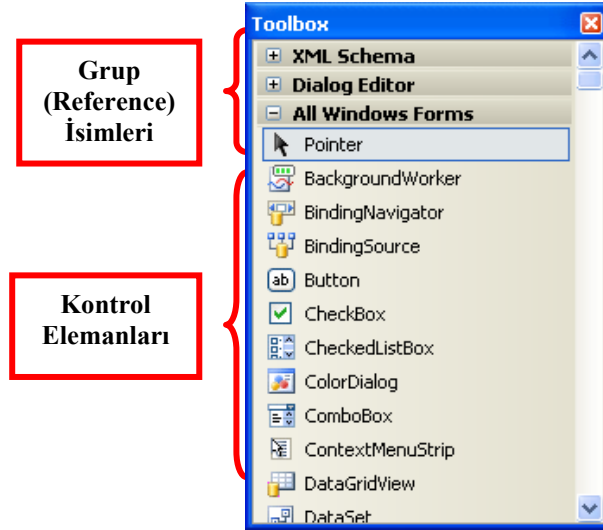 Grup
(Reference)
İsimleri
Kontrol
Elemanları
Toolbox
XML Schema
Dialog Editor
All Windows Forms
Pointer
BackgroundWorker
BindingNavigator
BindingSource
ab Button
CheckBox
CheckedListBox
ColorDialog
ComboBox
ContextMenuStrip
DataGridView
DataSet